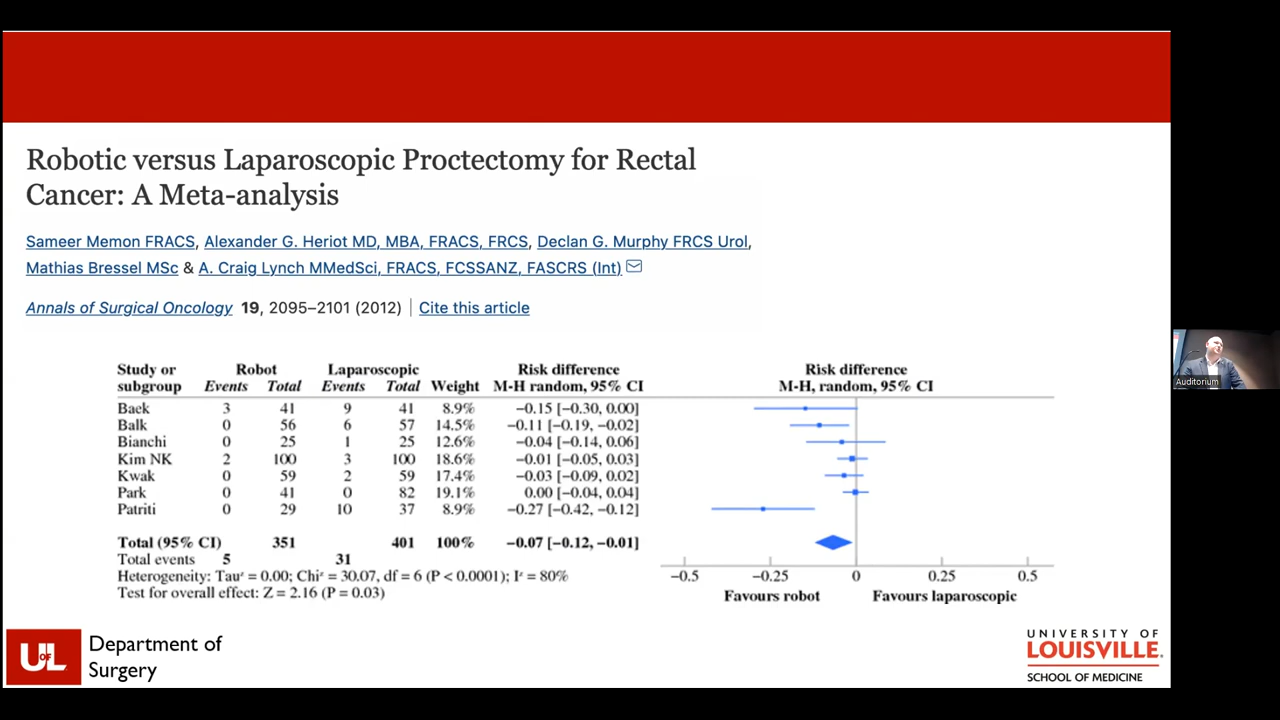 Robotic versus Laparoscopic Proctectomy for Rectal
Cancer: A Meta-analysis
Sameer Memon FRACS, Alexander G. Heriot MD, MBA, FRACS, FRCS, Declan G. Murphy FRCS Urol,
Mathias Bressel MSc & A. Craig Lynch MMedSci, FRACS, FCSSANZ, FASCRS (Int)
Annals of Surgical Oncology 19, 2095–2101 (2012) | Cite this article
Study or Robot Laparoscopic Risk difference Risk difference
subgroup Events Total Events Total Weight M-H random, 95% CI M-H, random, 95% CI
Baek 3 41 9 41 8.9% −0.15 [−0.30, 0.00]
Balk 0 56 6 57 14.5% −0.11 [−0.19, −0.02]
Bianchi 0 25 1 25 12.6% −0.04 [−0.14, 0.06]
Kim NK 2 100 3 100 18.6% −0.01 [−0.05, 0.03]
Kwak 0 59 2 59 17.4% −0.03 [−0.09, 0.02]
Park 0 41 0 82 19.1% 0.00 [−0.04, 0.04]
Patriti 0 29 10 37 8.9% −0.27 [−0.42, −0.12]
Total (95% CI) 351 401 100% −0.07 [−0.12, −0.01]
Total events 5 31
Heterogeneity: Tau² = 0.00; Chi² = 30.07, df = 6 (P < 0.0001); I² = 80%
Test for overall effect: Z = 2.16 (P = 0.03)
−0.5 −0.25 0 0.25 0.5
Favours robot Favours laparoscopic
UofL
Department of
Surgery
UNIVERSITY OF
LOUISVILLE.
SCHOOL OF MEDICINE
Auditorium